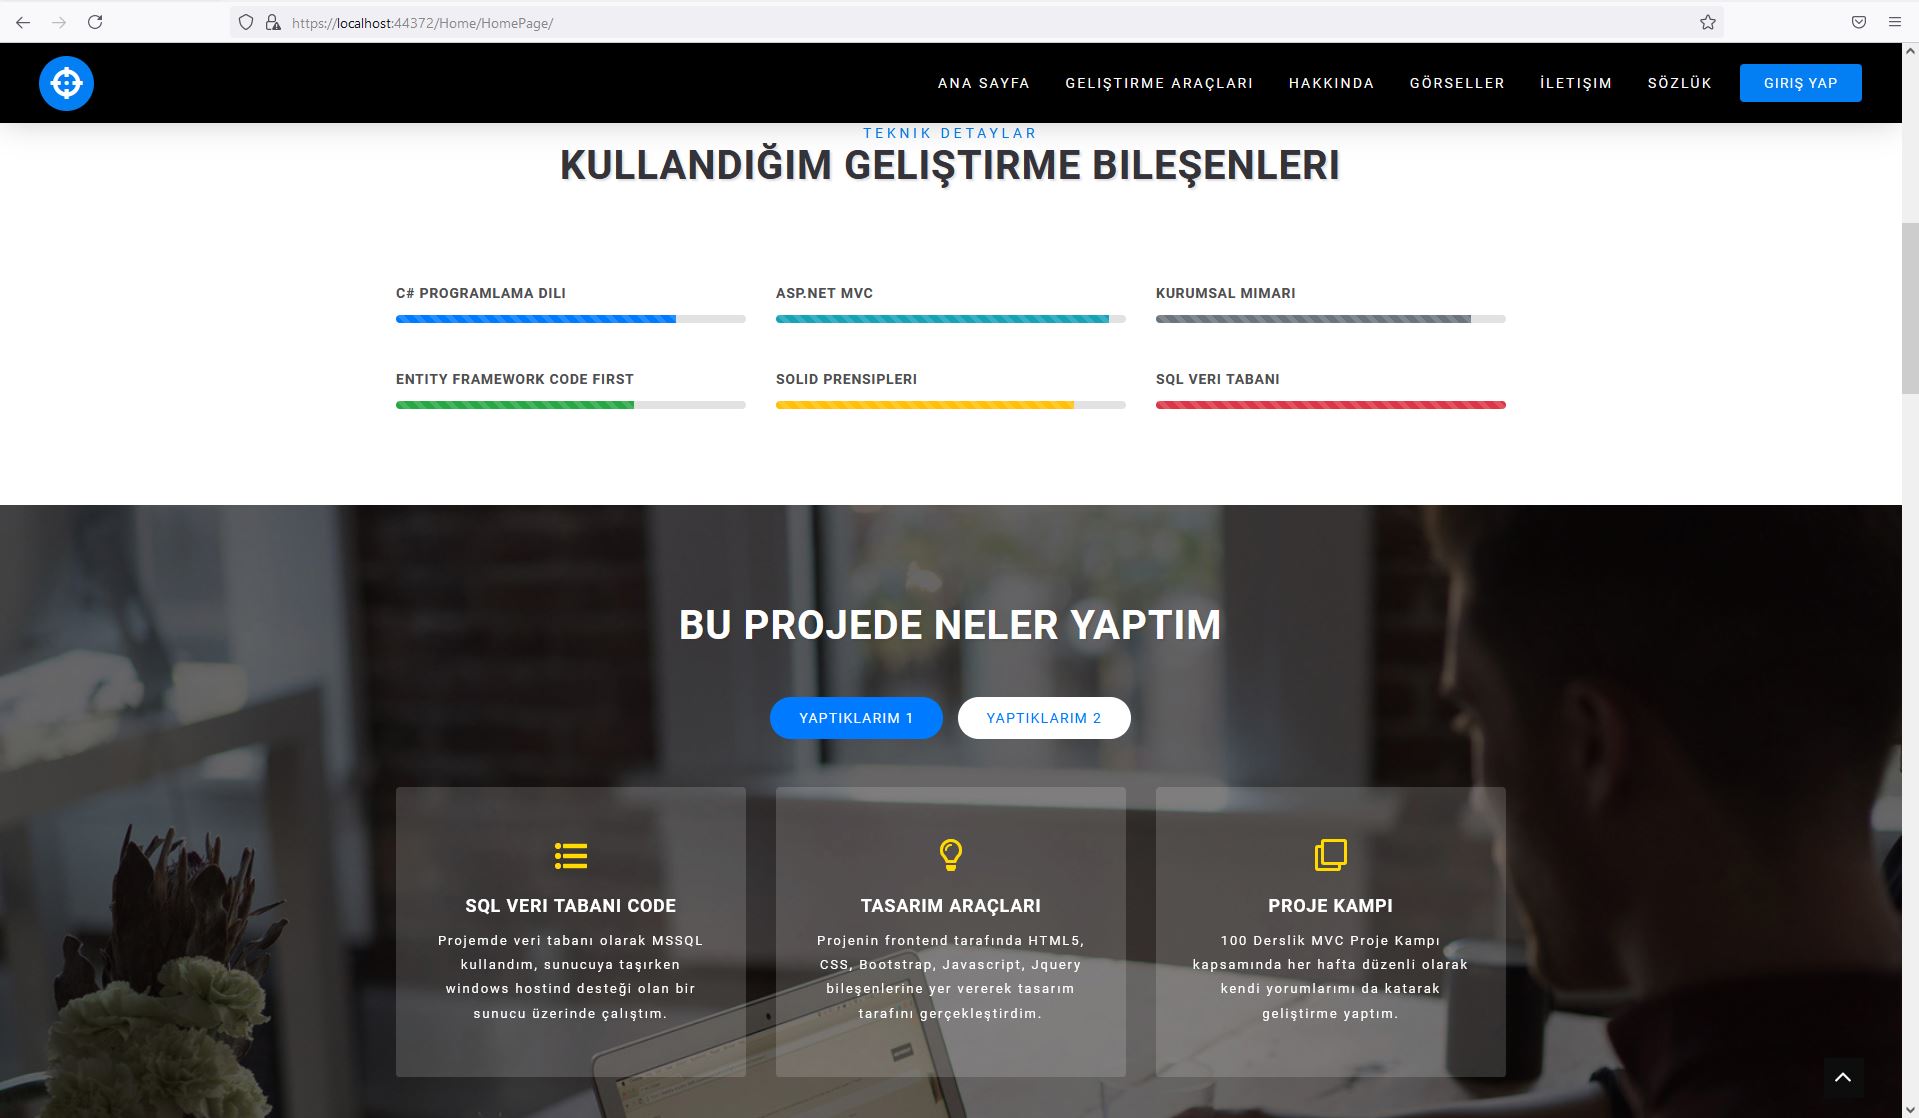 https://localhost:44372/Home/HomePage/
ANA SAYFA
GELIŞTIRME ARAÇLARI
HAKKINDA
GÖRSELLER
İLETIŞIM
SÖZLÜK
GIRIŞ YAP
TEKNIK DETAYLAR
KULLANDIĞIM GELIŞTIRME BILEŞENLERI
C# PROGRAMLAMA DILI
ASP.NET MVC
KURUMSAL MIMARI
ENTITY FRAMEWORK CODE FIRST
SOLID PRENSIPLERI
SQL VERI TABANI
BU PROJEDE NELER YAPTIM
YAPTIKLARIM 1
YAPTIKLARIM 2
SQL VERI TABANI CODE
Projemde veri tabanı olarak MSSQL
kullandım, sunucuya taşırken
windows hostind desteği olan bir
sunucu üzerinde çalıştım.
TASARIM ARAÇLARI
Projenin frontend tarafında HTML5,
CSS, Bootstrap, Javascript, Jquery
bileşenlerine yer vererek tasarım
tarafını gerçekleştirdim.
PROJE KAMPI
100 Derslik MVC Proje Kampı
kapsamında her hafta düzenli olarak
kendi yorumlarımı da katarak
geliştirme yaptım.